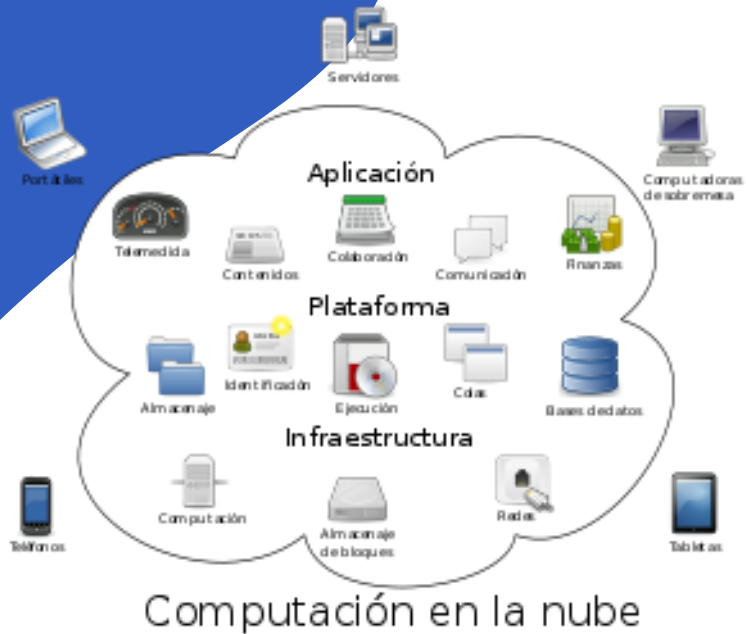 Servidores
Portátiles
Computadoras
de sobremesa
Aplicación
Telemedida
Contenidos
Colaboración
Comunicación
Finanzas
Plataforma
Almacenaje
Identificación
Ejecución
Colas
Bases de datos
Infraestructura
Computación
Almacenaje
de bloques
Redes
Teléfonos
Tabletas
Computación en la nube